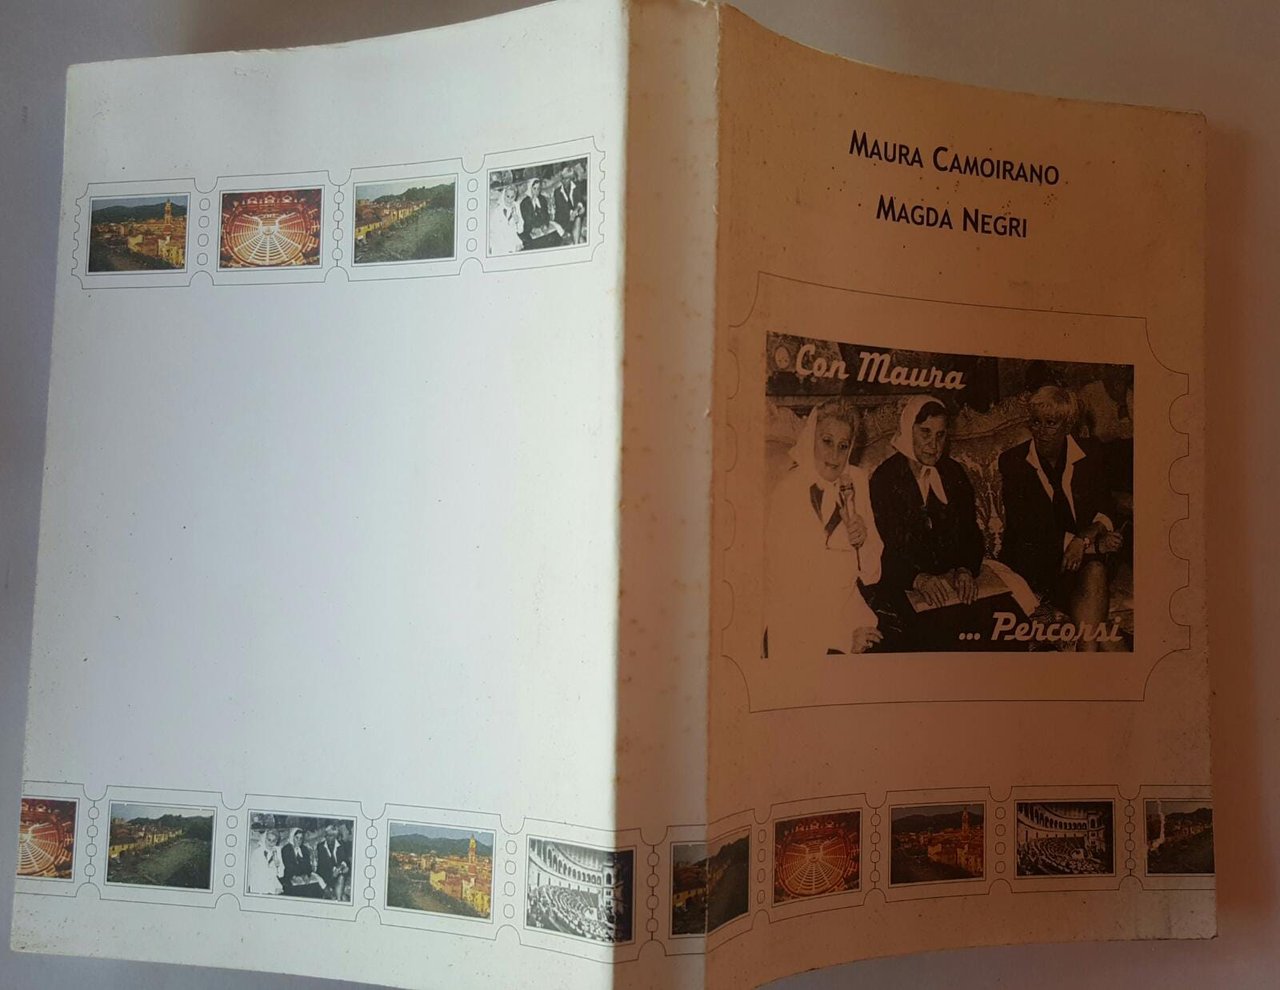 MAURA CAMOIRANO
MAGDA NEGRI
Con Maura
... Percorsi